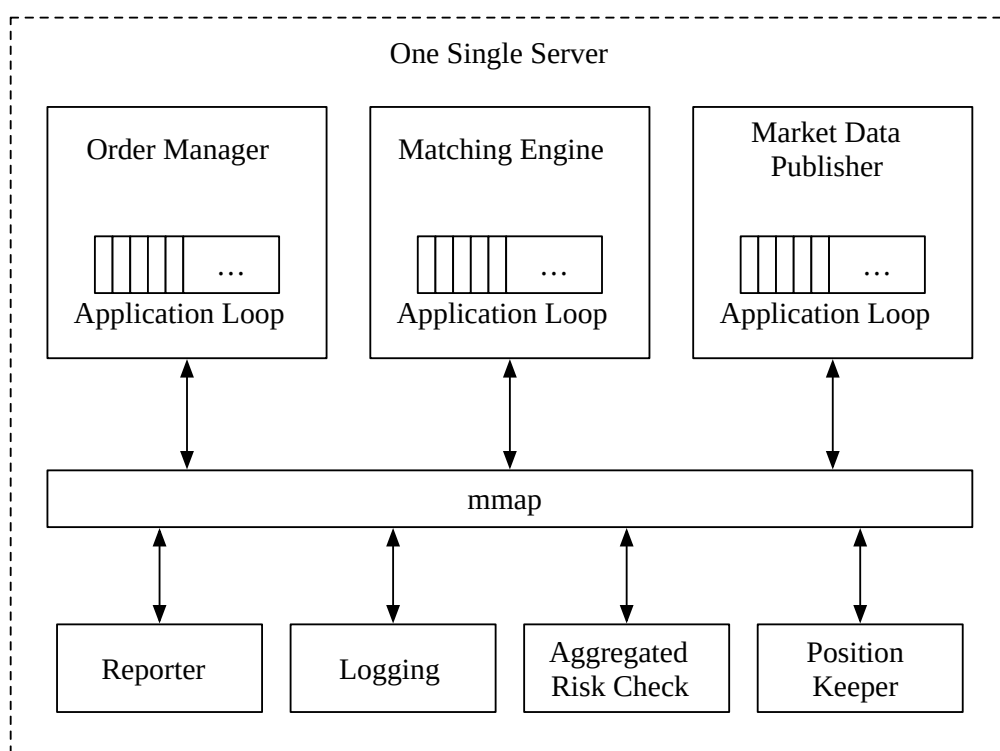 One Single Server
Order Manager
Matching Engine
Market Data
Publisher
...
Application Loop
...
Application Loop
...
Application Loop
mmap
Reporter
Logging
Aggregated
Risk Check
Position
Keeper